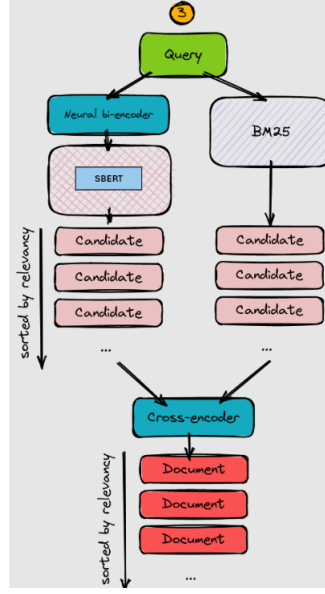 3
Query
Neural bi-encoder
BM25
SBERT
sorted by relevancy
Candidate
Candidate
Candidate
...
Candidate
Candidate
Candidate
...
Cross-encoder
sorted by relevancy
Document
Document
Document
...